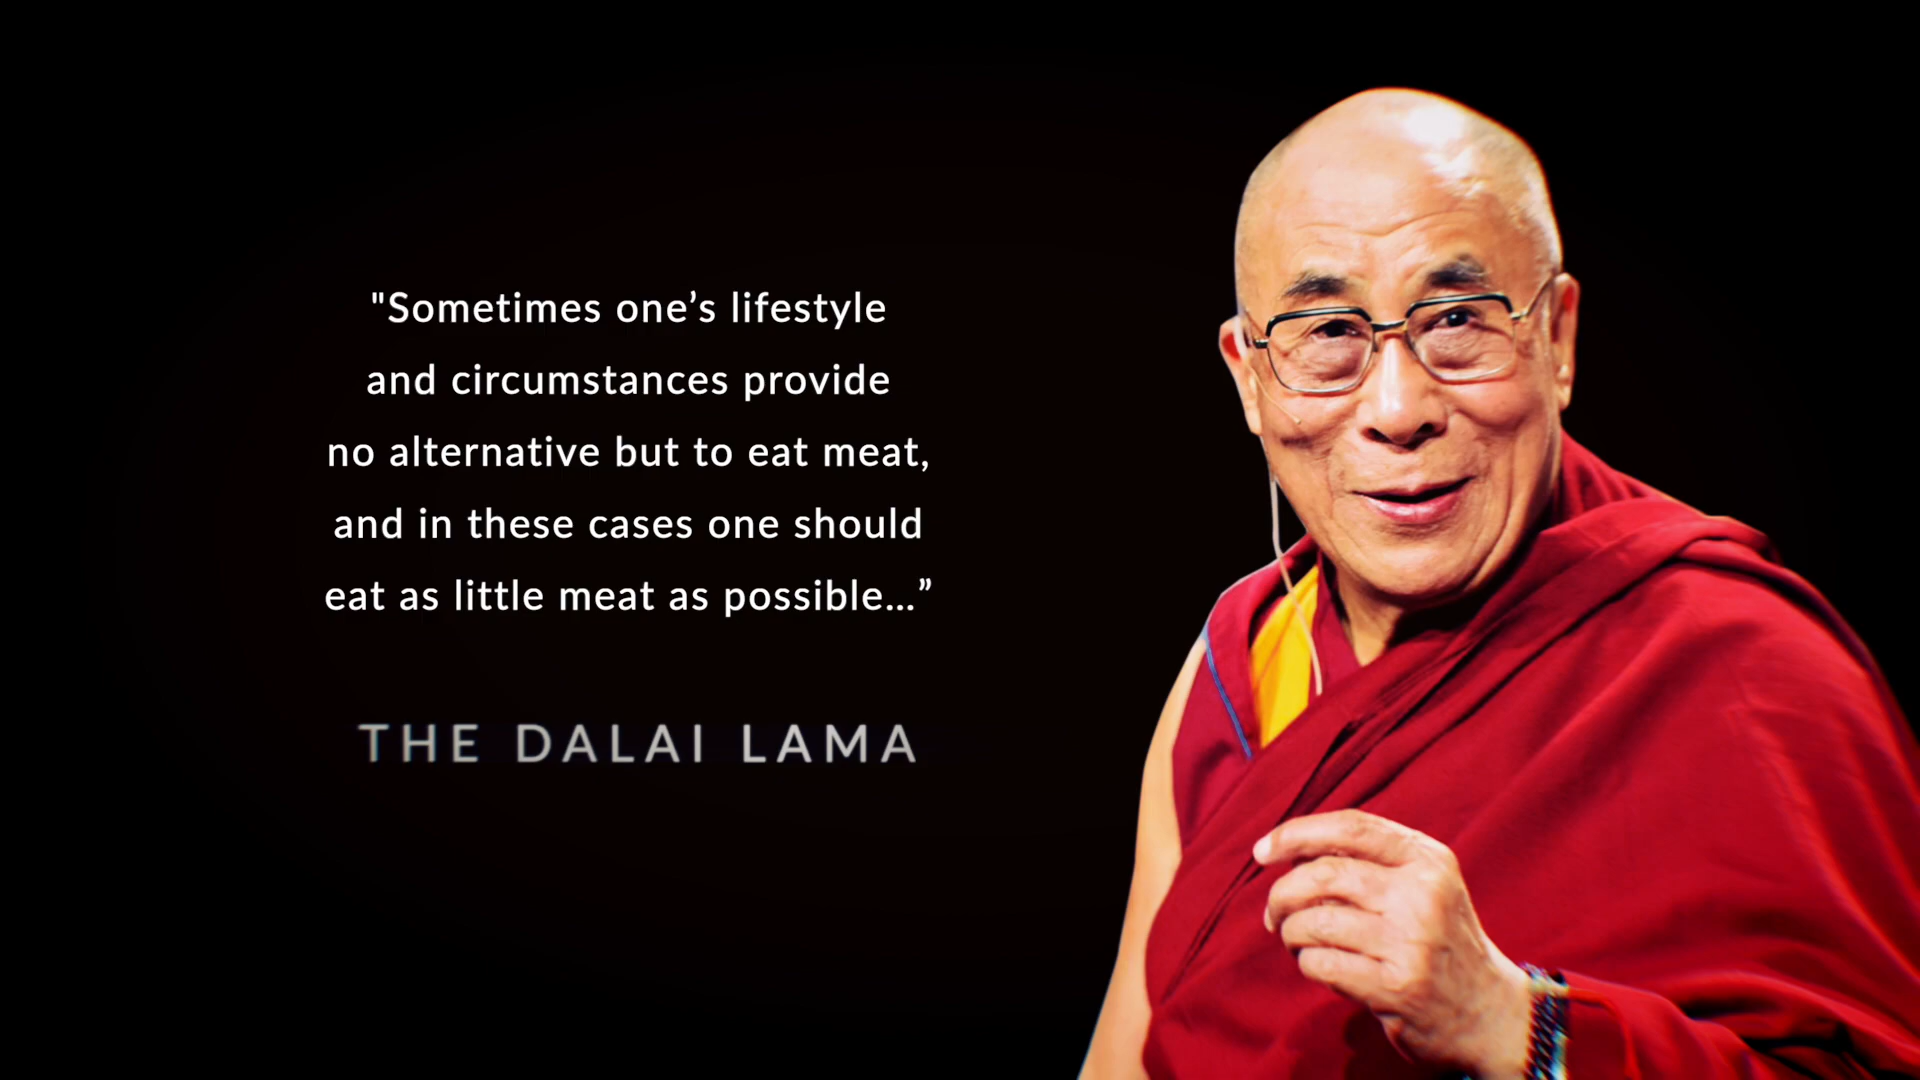 "Sometimes one’s lifestyle
and circumstances provide
no alternative but to eat meat,
and in these cases one should
eat as little meat as possible...”
THE DALAI LAMA